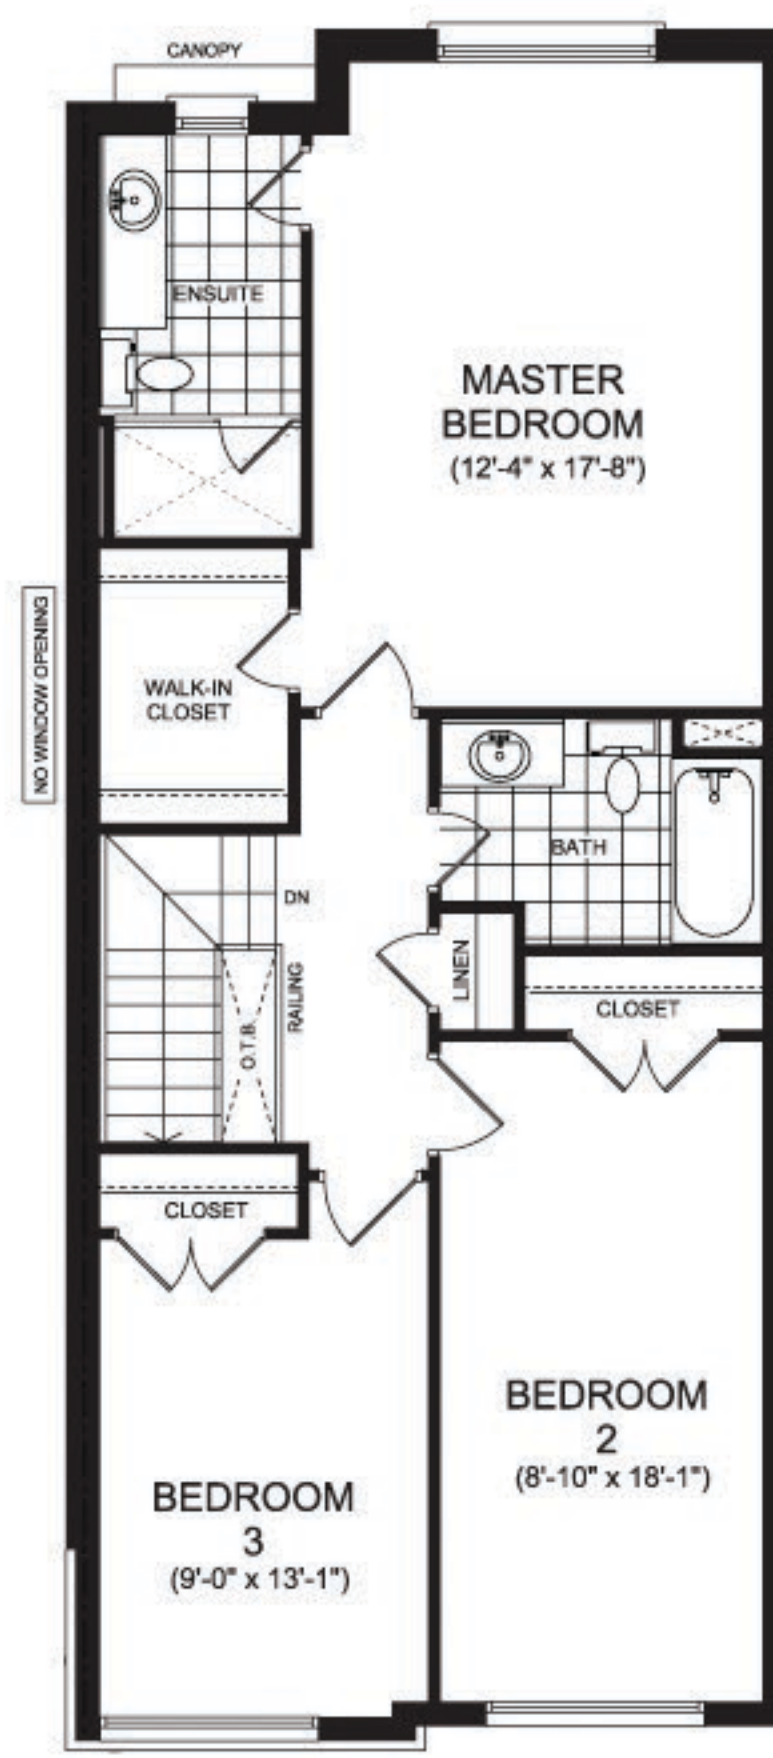 CANOPY
ENSUITE
MASTER
BEDROOM
(12'-4" x 17'-8")
NO WINDOW OPENING
WALK-IN
CLOSET
BATH
DN
LINEN
RAILING
O.T.B.
CLOSET
CLOSET
BEDROOM
2
(8'-10" x 18'-1")
BEDROOM
3
(9'-0" x 13'-1")